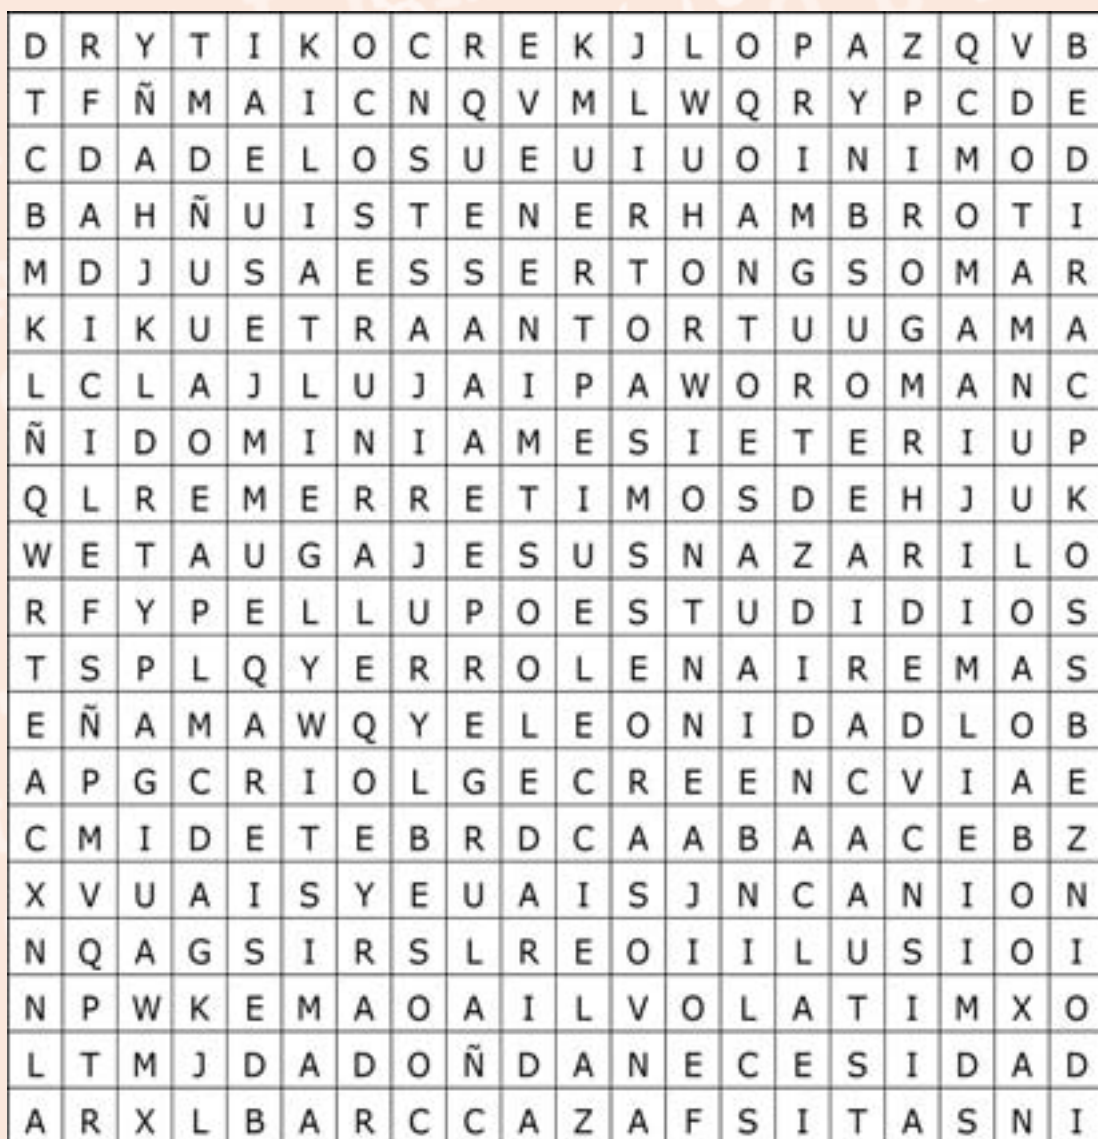 D R Y T I K O C R E K J L O P A Z Q V B
T F Ñ M A I C N Q V M L W Q R Y P C D E
C D A D E L O S U E U I U O I N I M O D
B A H Ñ U I S T E N E R H A M B R O T I
M D J U S A E S S E R T O N G S O M A R
K I K U E T R A A N T O R T U U G A M A
L C L A J L U J A I P A W O R O M A N C
Ñ I D O M I N I A M E S I E T E R I U P
Q L R E M E R R E T I M O S D E H J U K
W E T A U G A J E S U S N A Z A R I L O
R F Y P E L L U P O E S T U D I D I O S
T S P L Q Y E R R O L E N A I R E M A S
E Ñ A M A W Q Y E L E O N I D A D L O B
A P G C R I O L G E C R E E N C V I A E
C M I D E T E B R D C A A B A A C E B Z
X V U A I S Y E U A I S J N C A N I O N
N Q A G S I R S L R E O I I L U S I O I
N P W K E M A O A I L V O L A T I M X O
L T M J D A D O Ñ D A N E C E S I D A D
A R X L B A R C C A Z A F S I T A S N I